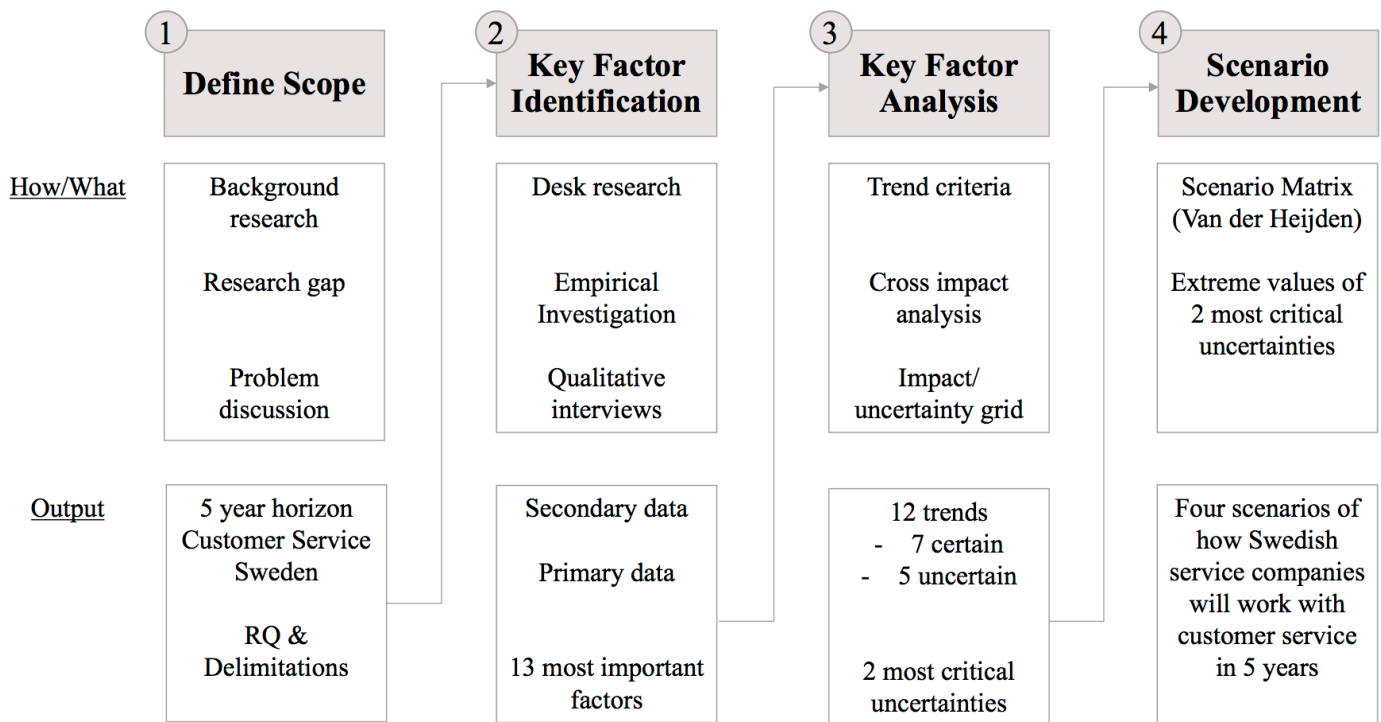 1
Define Scope
2
Key Factor
Identification
3
Key Factor
Analysis
4
Scenario
Development
How/What
Background
research
Research gap
Problem
discussion
Desk research
Empirical
Investigation
Qualitative
interviews
Trend criteria
Cross impact
analysis
Impact/
uncertainty grid
Scenario Matrix
(Van der Heijden)
Extreme values of
2 most critical
uncertainties
Output
5 year horizon
Customer Service
Sweden
RQ &
Delimitations
Secondary data
Primary data
13 most important
factors
12 trends
- 7 certain
- 5 uncertain
2 most critical
uncertainties
Four scenarios of
how Swedish
service companies
will work with
customer service
in 5 years